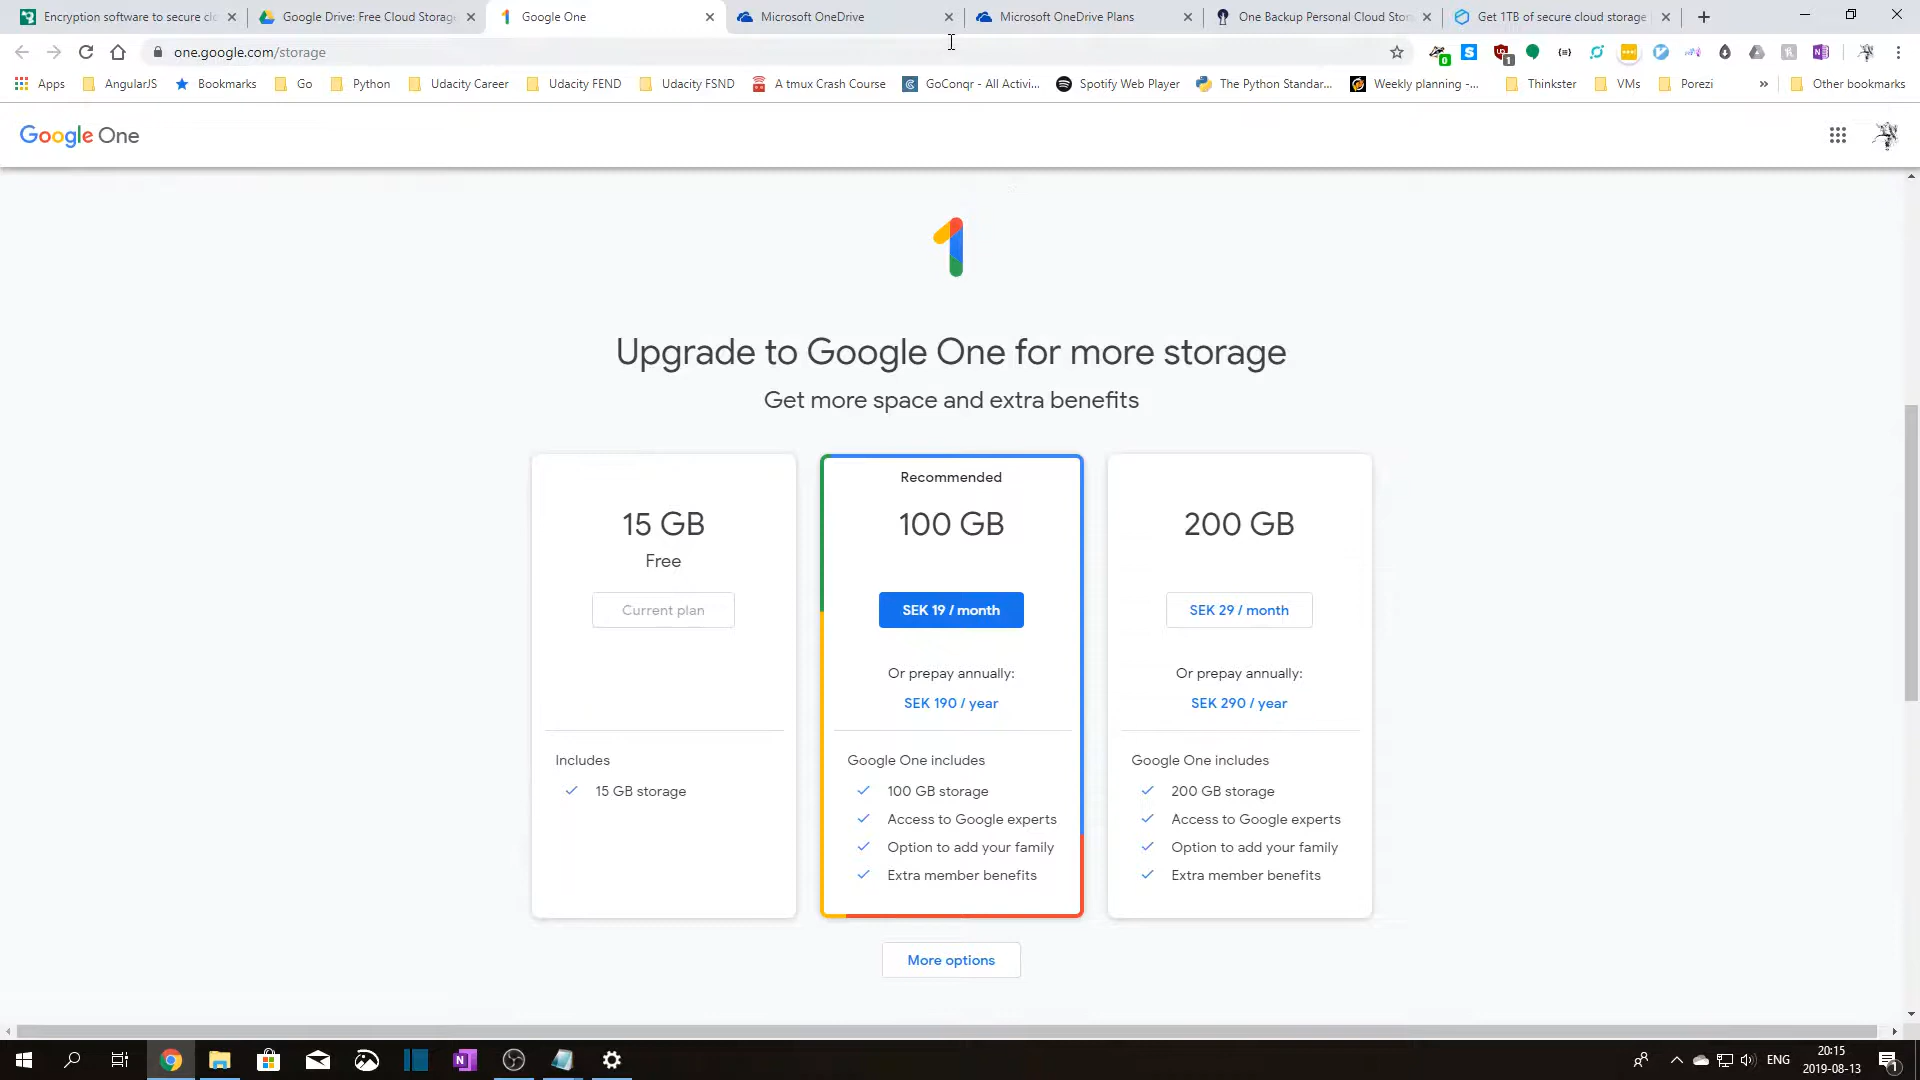 Encryption software to secure cl
Google Drive: Free Cloud Storage
Google One
Microsoft OneDrive
Microsoft OneDrive Plans
One Backup Personal Cloud Stor
Get 1TB of secure cloud storage
one.google.com/storage
Apps
AngularJS
Bookmarks
Go
Python
Udacity Career
Udacity FEND
Udacity FSND
A tmux Crash Course
GoConqr - All Activi...
Spotify Web Player
The Python Standar...
Weekly planning -...
Thinkster
VMs
Porezi
»
Other bookmarks
Google One
Upgrade to Google One for more storage
Get more space and extra benefits
15 GB
Free
Current plan
Includes
15 GB storage
Recommended
100 GB
SEK 19 / month
Or prepay annually:
SEK 190 / year
Google One includes
100 GB storage
Access to Google experts
Option to add your family
Extra member benefits
200 GB
SEK 29 / month
Or prepay annually:
SEK 290 / year
Google One includes
200 GB storage
Access to Google experts
Option to add your family
Extra member benefits
More options
ENG
20:15
2019-08-13
1